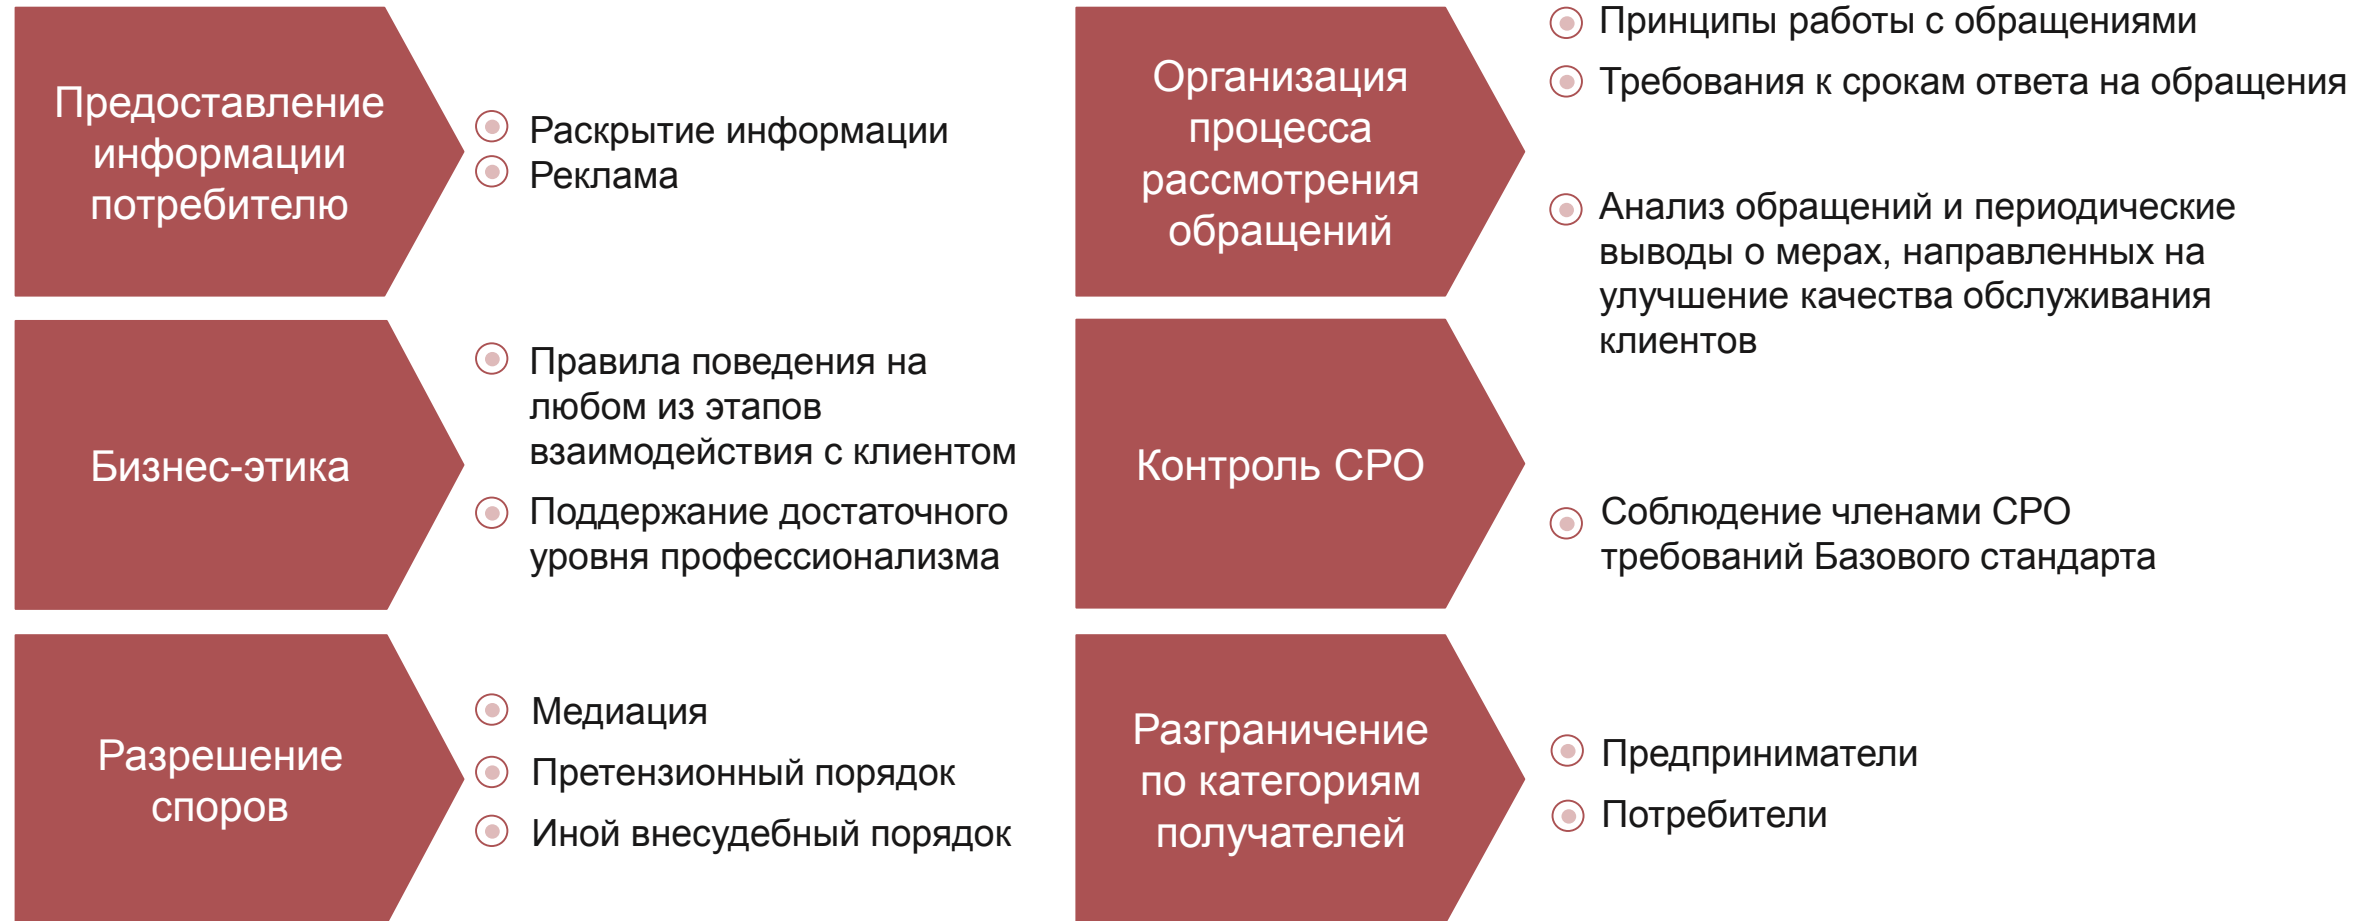 Предоставление
информации
потребителю
Раскрытие информации
Реклама
Бизнес-этика
Правила поведения на
любом из этапов
взаимодействия с клиентом
Поддержание достаточного
уровня профессионализма
Разрешение
споров
Медиация
Претензионный порядок
Иной внесудебный порядок
Организация
процесса
рассмотрения
обращений
Принципы работы с обращениями
Требования к срокам ответа на обращения
Анализ обращений и периодические
выводы о мерах, направленных на
улучшение качества обслуживания
клиентов
Контроль СРО
Соблюдение членами СРО
требований Базового стандарта
Разграничение
по категориям
получателей
Предприниматели
Потребители